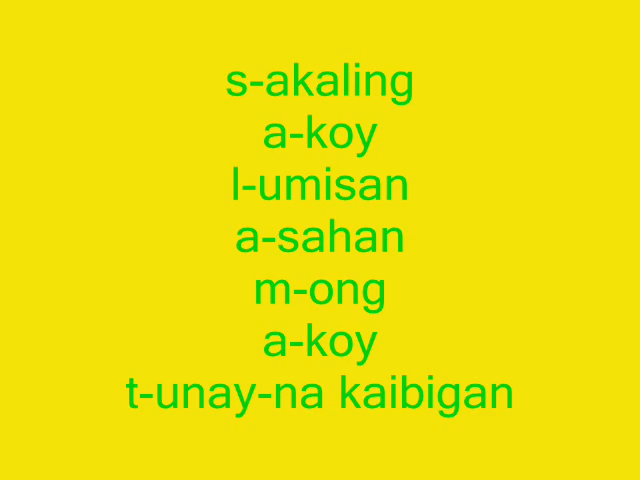 s-akaling
a-koy
l-umisan
a-sahan
m-ong
a-koy
t-unay-na kaibigan